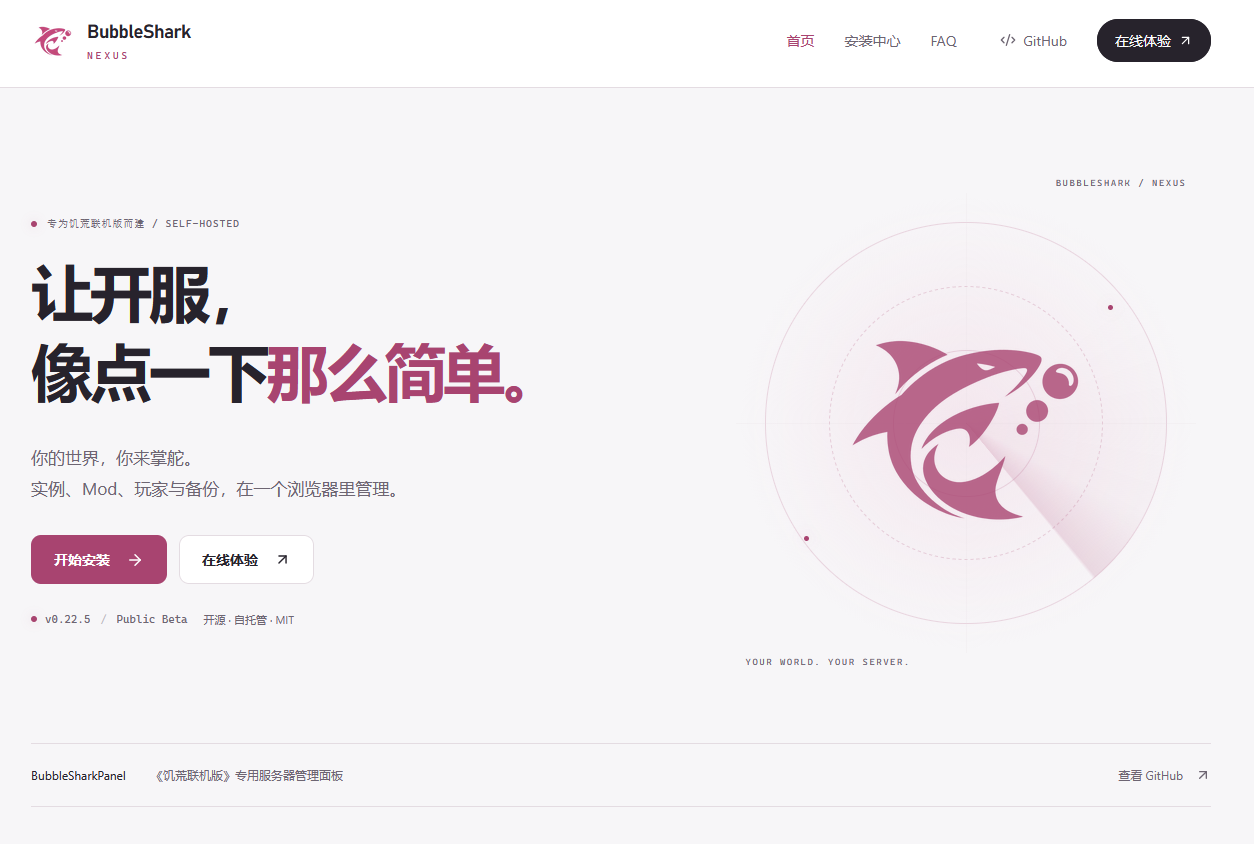 BubbleShark
NEXUS
首页 安装中心 FAQ </> GitHub 在线体验
BUBBLESHARK / NEXUS
专为饥荒联机版而建 / SELF-HOSTED
让开服，
像点一下那么简单。
你的世界，你来掌舵。
实例、Mod、玩家与备份，在一个浏览器里管理。
开始安装 在线体验
v0.22.5 / Public Beta 开源 · 自托管 · MIT
YOUR WORLD. YOUR SERVER.
BubbleSharkPanel 《饥荒联机版》专用服务器管理面板 查看 GitHub